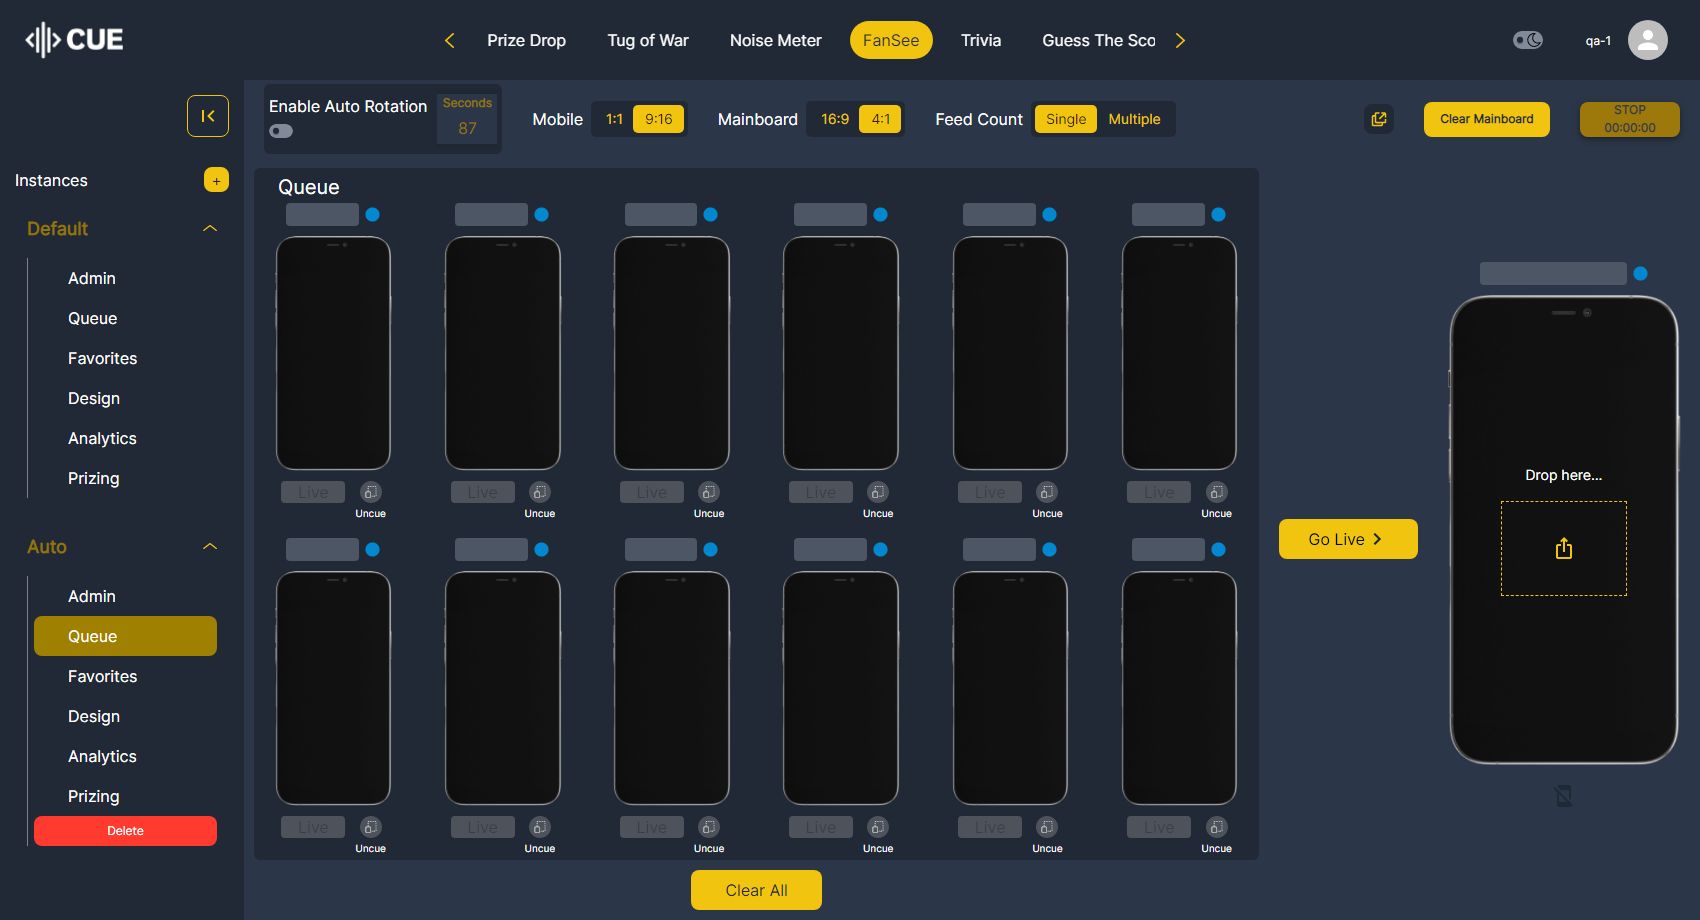 CUE
Prize Drop
Tug of War
Noise Meter
FanSee
Trivia
Guess The Sco
qa-1
Enable Auto Rotation
Seconds
87
Mobile
1:1
9:16
Mainboard
16:9
4:1
Feed Count
Single
Multiple
Clear Mainboard
STOP
00:00:00
Instances
+
Default
Admin
Queue
Favorites
Design
Analytics
Prizing
Auto
Admin
Queue
Favorites
Design
Analytics
Prizing
Delete
Queue
Live
Live
Live
Live
Live
Live
Uncue
Uncue
Uncue
Uncue
Uncue
Uncue
Live
Live
Live
Live
Live
Live
Uncue
Uncue
Uncue
Uncue
Uncue
Uncue
Clear All
Go Live
Drop here...